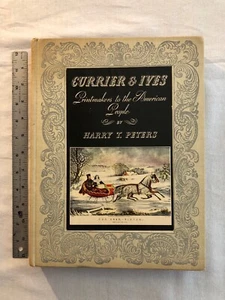 CURRIER & IVES
Printmakers to the American
People
BY
HARRY T. PETERS